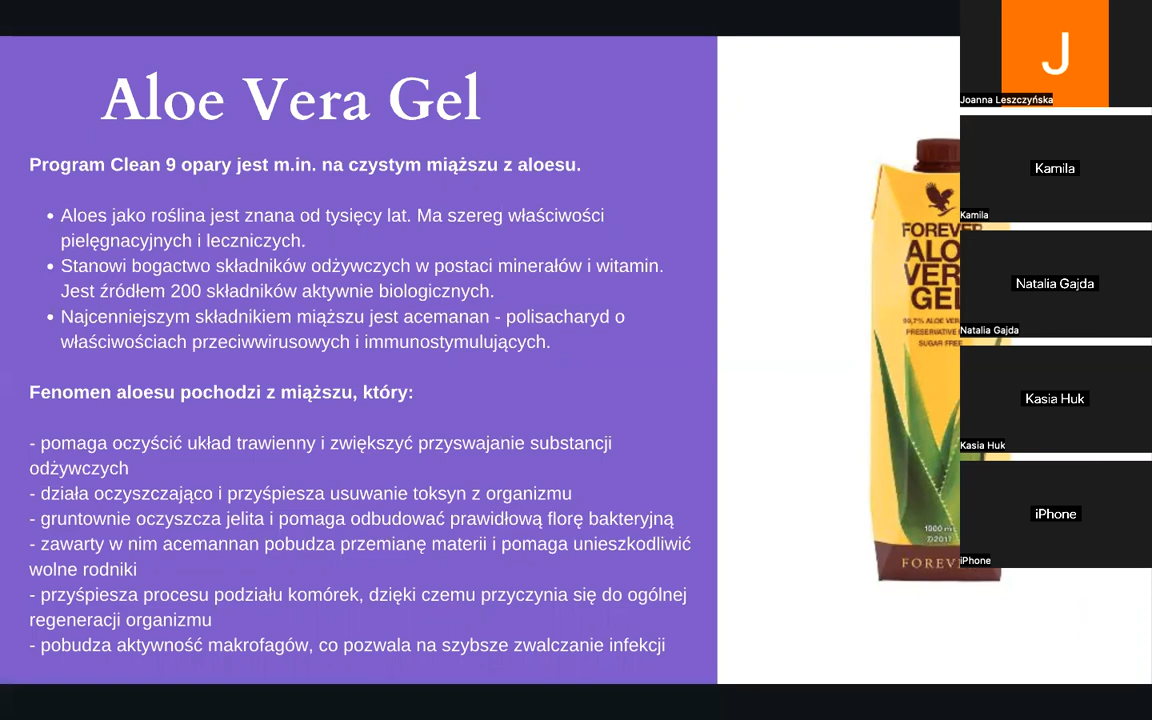 Aloe Vera Gel
Program Clean 9 opary jest m.in. na czystym miąższu z aloesu.
• Aloes jako roślina jest znana od tysięcy lat. Ma szereg właściwości
pielęgnacyjnych i leczniczych.
• Stanowi bogactwo składników odżywczych w postaci minerałów i witamin.
Jest źródłem 200 składników aktywnie biologicznych.
• Najcenniejszym składnikiem miąższu jest acemanan - polisacharyd o
właściwościach przeciwwirusowych i immunostymulujących.
Fenomen aloesu pochodzi z miąższu, który:
- pomaga oczyścić układ trawienny i zwiększyć przyswajanie substancji
odżywczych
- działa oczyszczająco i przyśpiesza usuwanie toksyn z organizmu
- gruntownie oczyszcza jelita i pomaga odbudować prawidłową florę bakteryjną
- zawarty w nim acemannan pobudza przemianę materii i pomaga unieszkodliwić
wolne rodniki
- przyśpiesza procesu podziału komórek, dzięki czemu przyczynia się do ogólnej
regeneracji organizmu
- pobudza aktywność makrofagów, co pozwala na szybsze zwalczanie infekcji
FOREVER
ALO
VER
GEL
99.7% ALOE VER
PRESERVATIVE
SUGAR FREE
1000 ml
FOREV
J
Joanna Leszczyńska
Kamila
Kamila
Natalia Gajda
Natalia Gajda
Kasia Huk
Kasia Huk
iPhone
iPhone